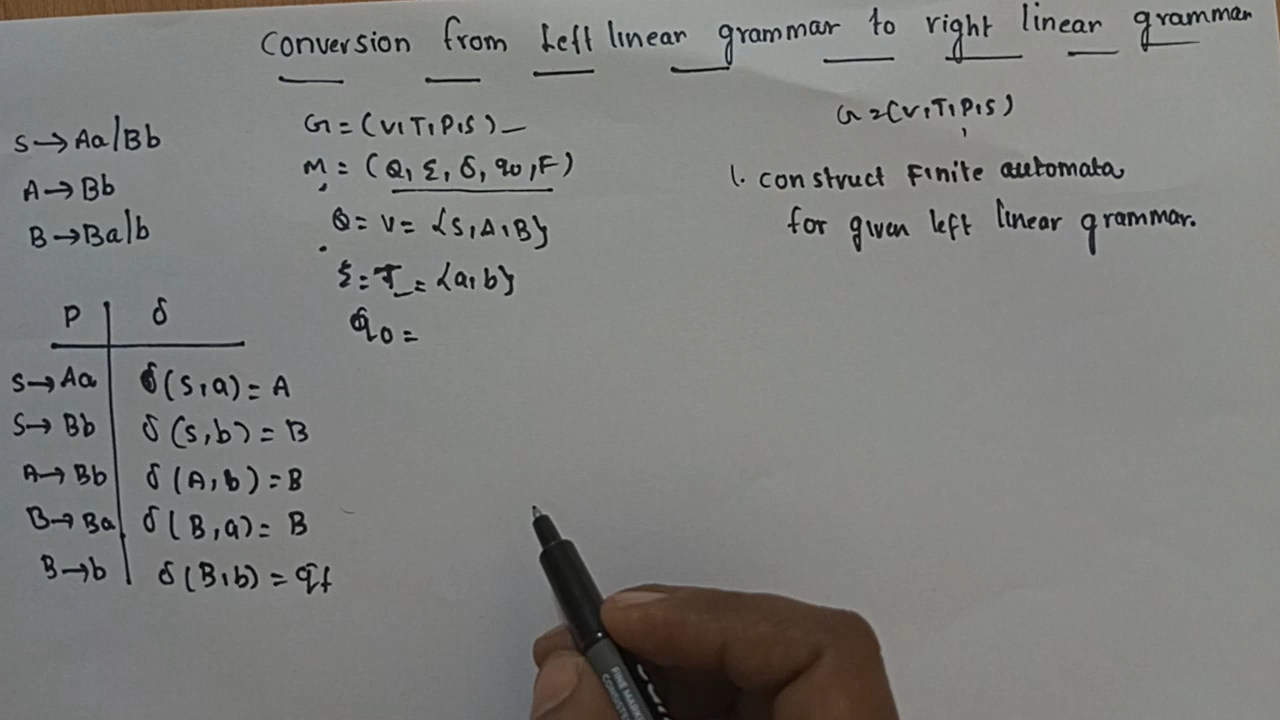 Conversion from Left linear grammar to right linear grammar
S→Aa/Bb
A→Bb
B→Ba/b
G=(V,T,P,S)
M=(Q,Σ,δ,q0,F)
Q=V={S,A,B}
Σ=T={a,b}
q0=
G=(V,T,P,S)
1. construct Finite automata
for given left linear grammar.
P | δ
S→Aa | δ(S,a)=A
S→Bb | δ(S,b)=B
A→Bb | δ(A,b)=B
B→Ba | δ(B,a)=B
B→b | δ(B,b)=qf